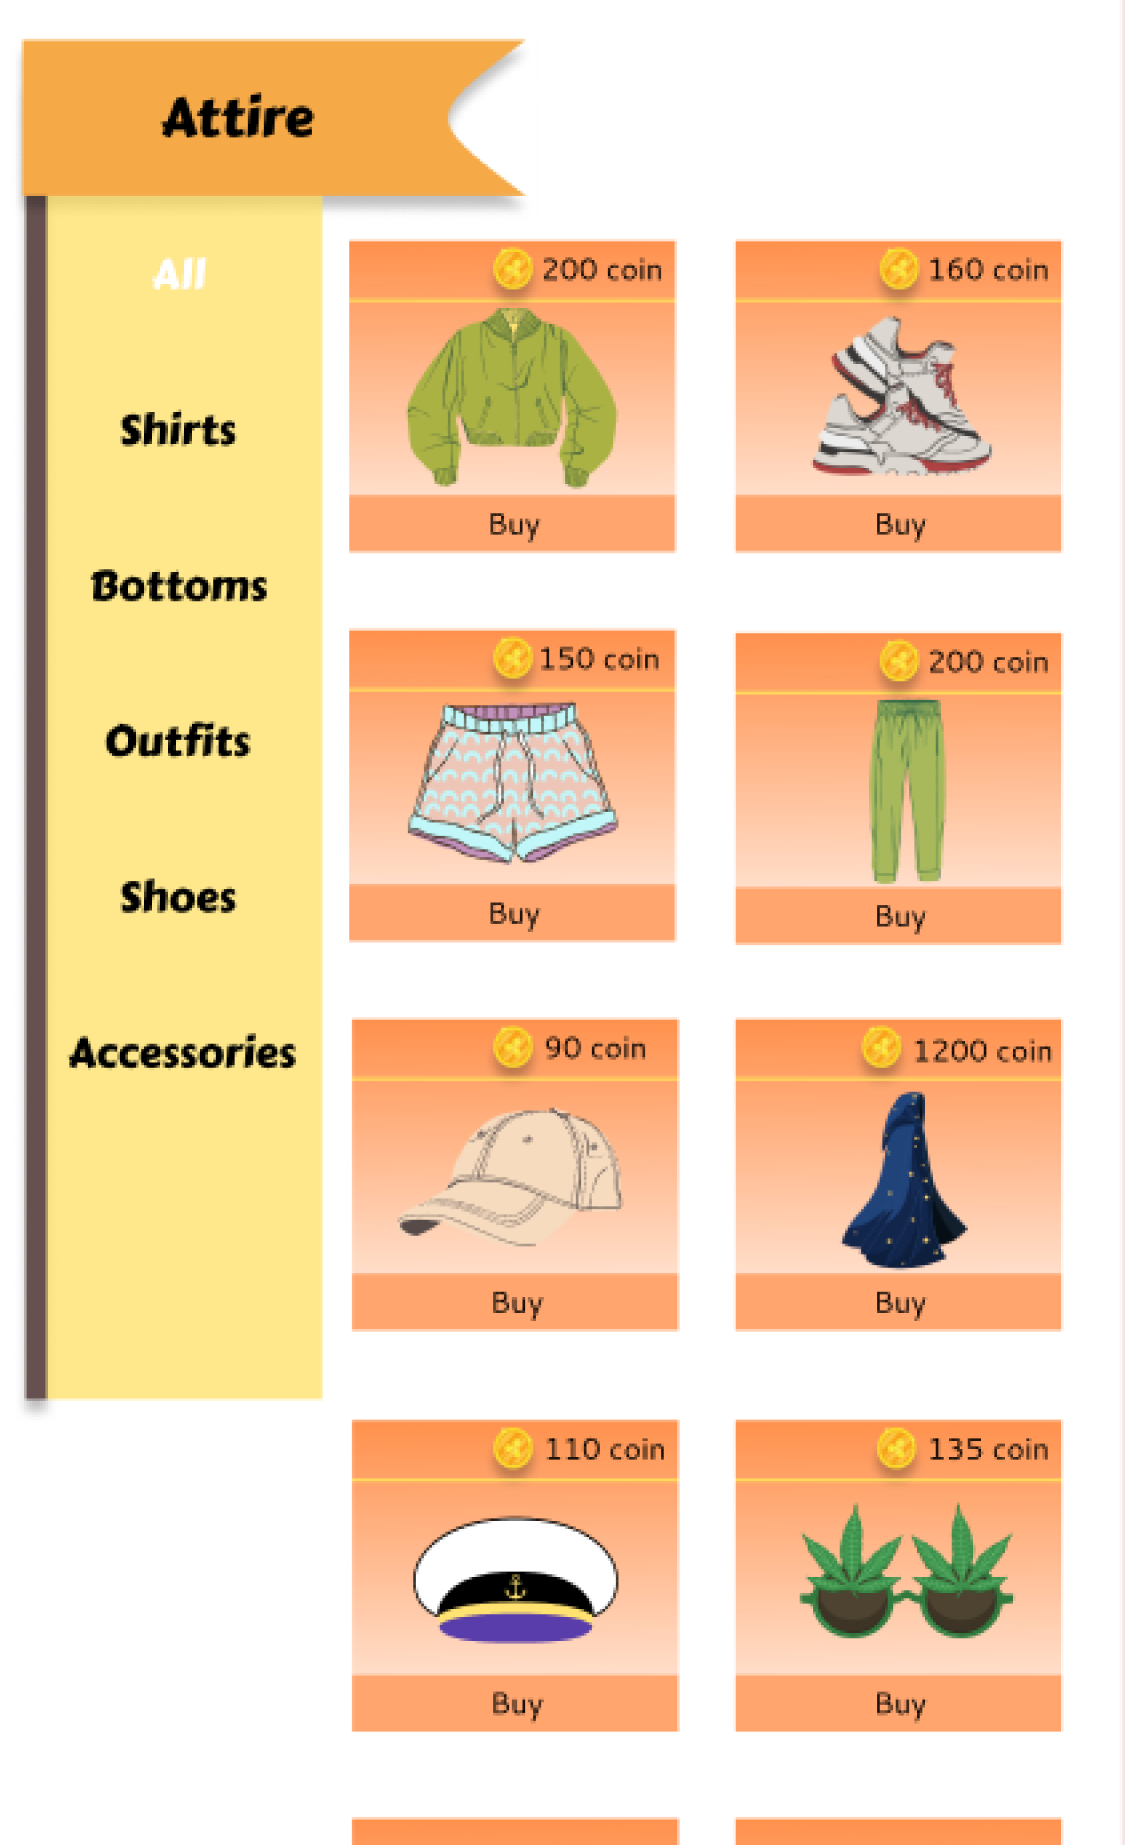 Attire
All
Shirts
Bottoms
Outfits
Shoes
Accessories
200 coin
160 coin
Buy
Buy
150 coin
200 coin
Buy
Buy
90 coin
1200 coin
Buy
Buy
110 coin
135 coin
Buy
Buy